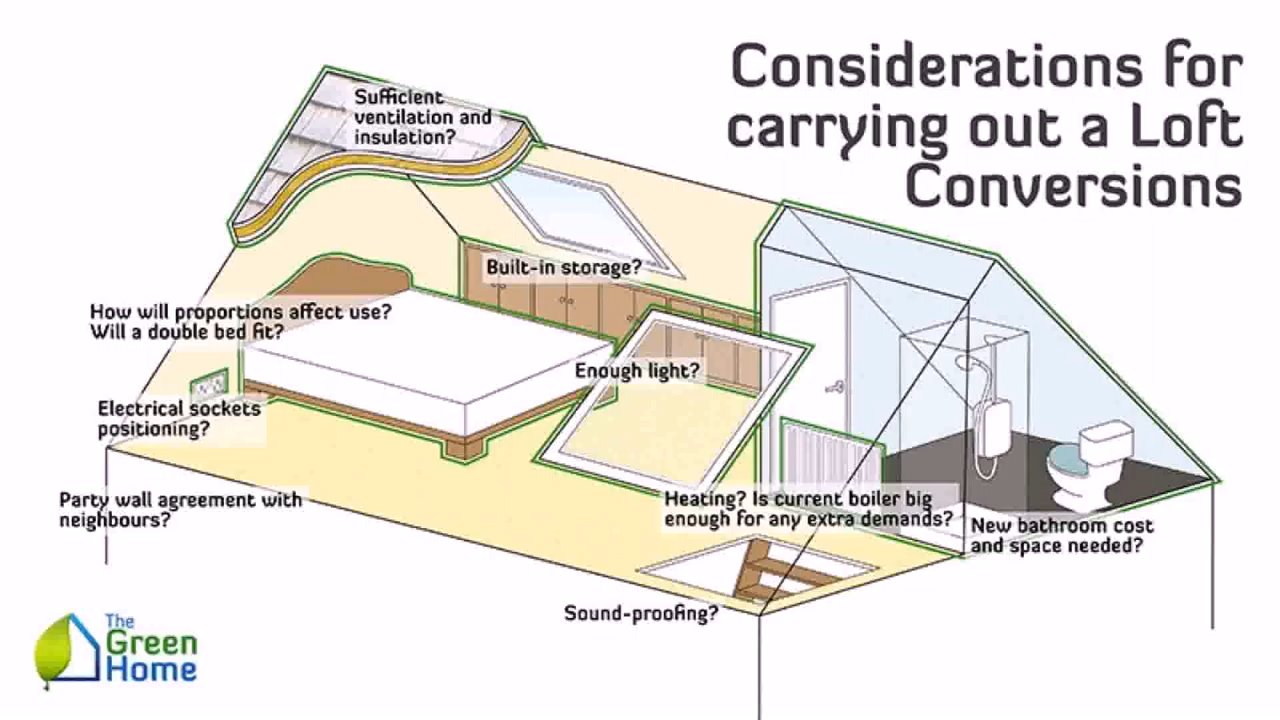 Considerations for
carrying out a Loft
Conversions
Sufficient
ventilation and
insulation?
Built-in storage?
How will proportions affect use?
Will a double bed fit?
Enough light?
Electrical sockets
positioning?
Party wall agreement with
neighbours?
Heating? Is current boiler big
enough for any extra demands?
New bathroom cost
and space needed?
Sound-proofing?
The
Green
Home